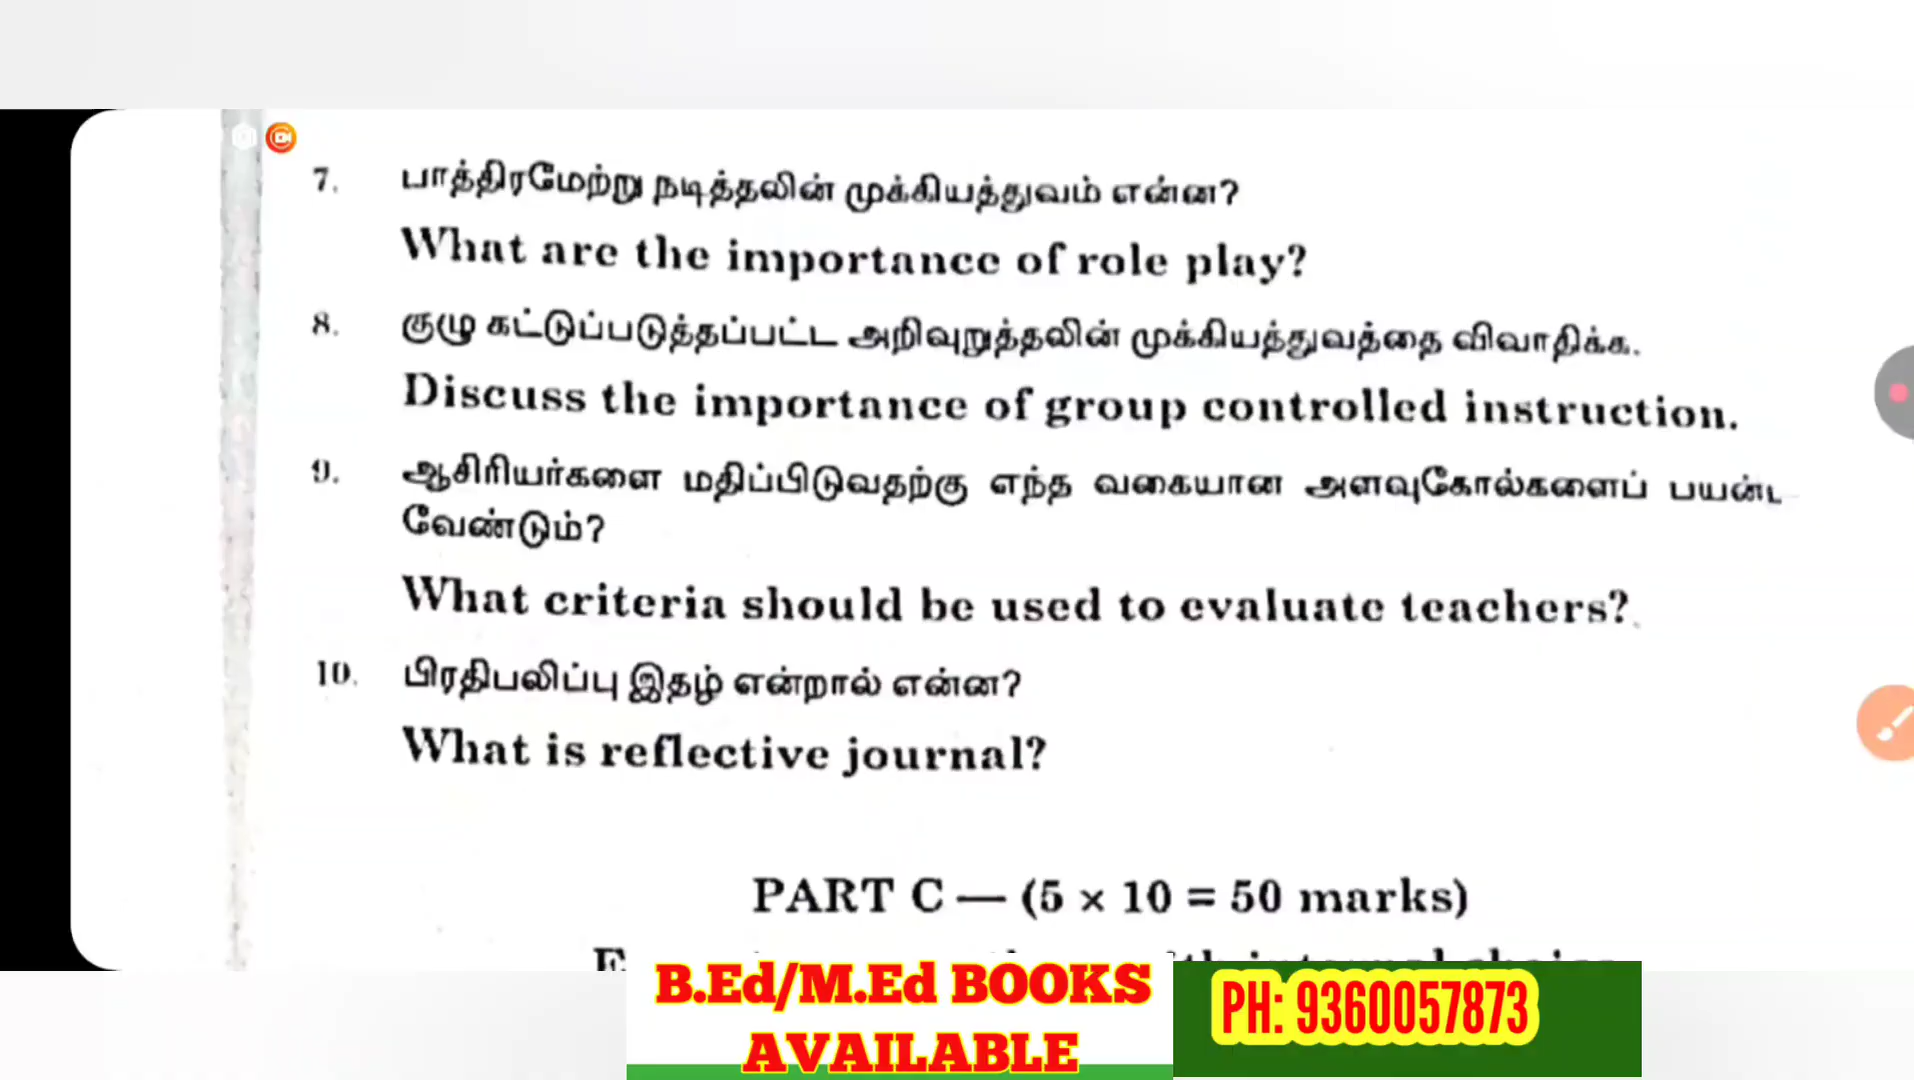 7. பாத்திரமேற்று நடித்தலின் முக்கியத்துவம் என்ன?
What are the importance of role play?
8. குழு கட்டுப்படுத்தப்பட்ட அறிவுறுத்தலின் முக்கியத்துவத்தை விவாதிக்க.
Discuss the importance of group controlled instruction.
9. ஆசிரியர்களை மதிப்பிடுவதற்கு எந்த வகையான அளவுகோல்களைப்
வேண்டும்?
What criteria should be used to evaluate teachers?
10. பிரதிபலிப்பு இதழ் என்றால் என்ன?
What is reflective journal?
PART C — (5 × 10 = 50 marks)
B.Ed/M.Ed BOOKS
AVAILABLE
PH: 9360057873